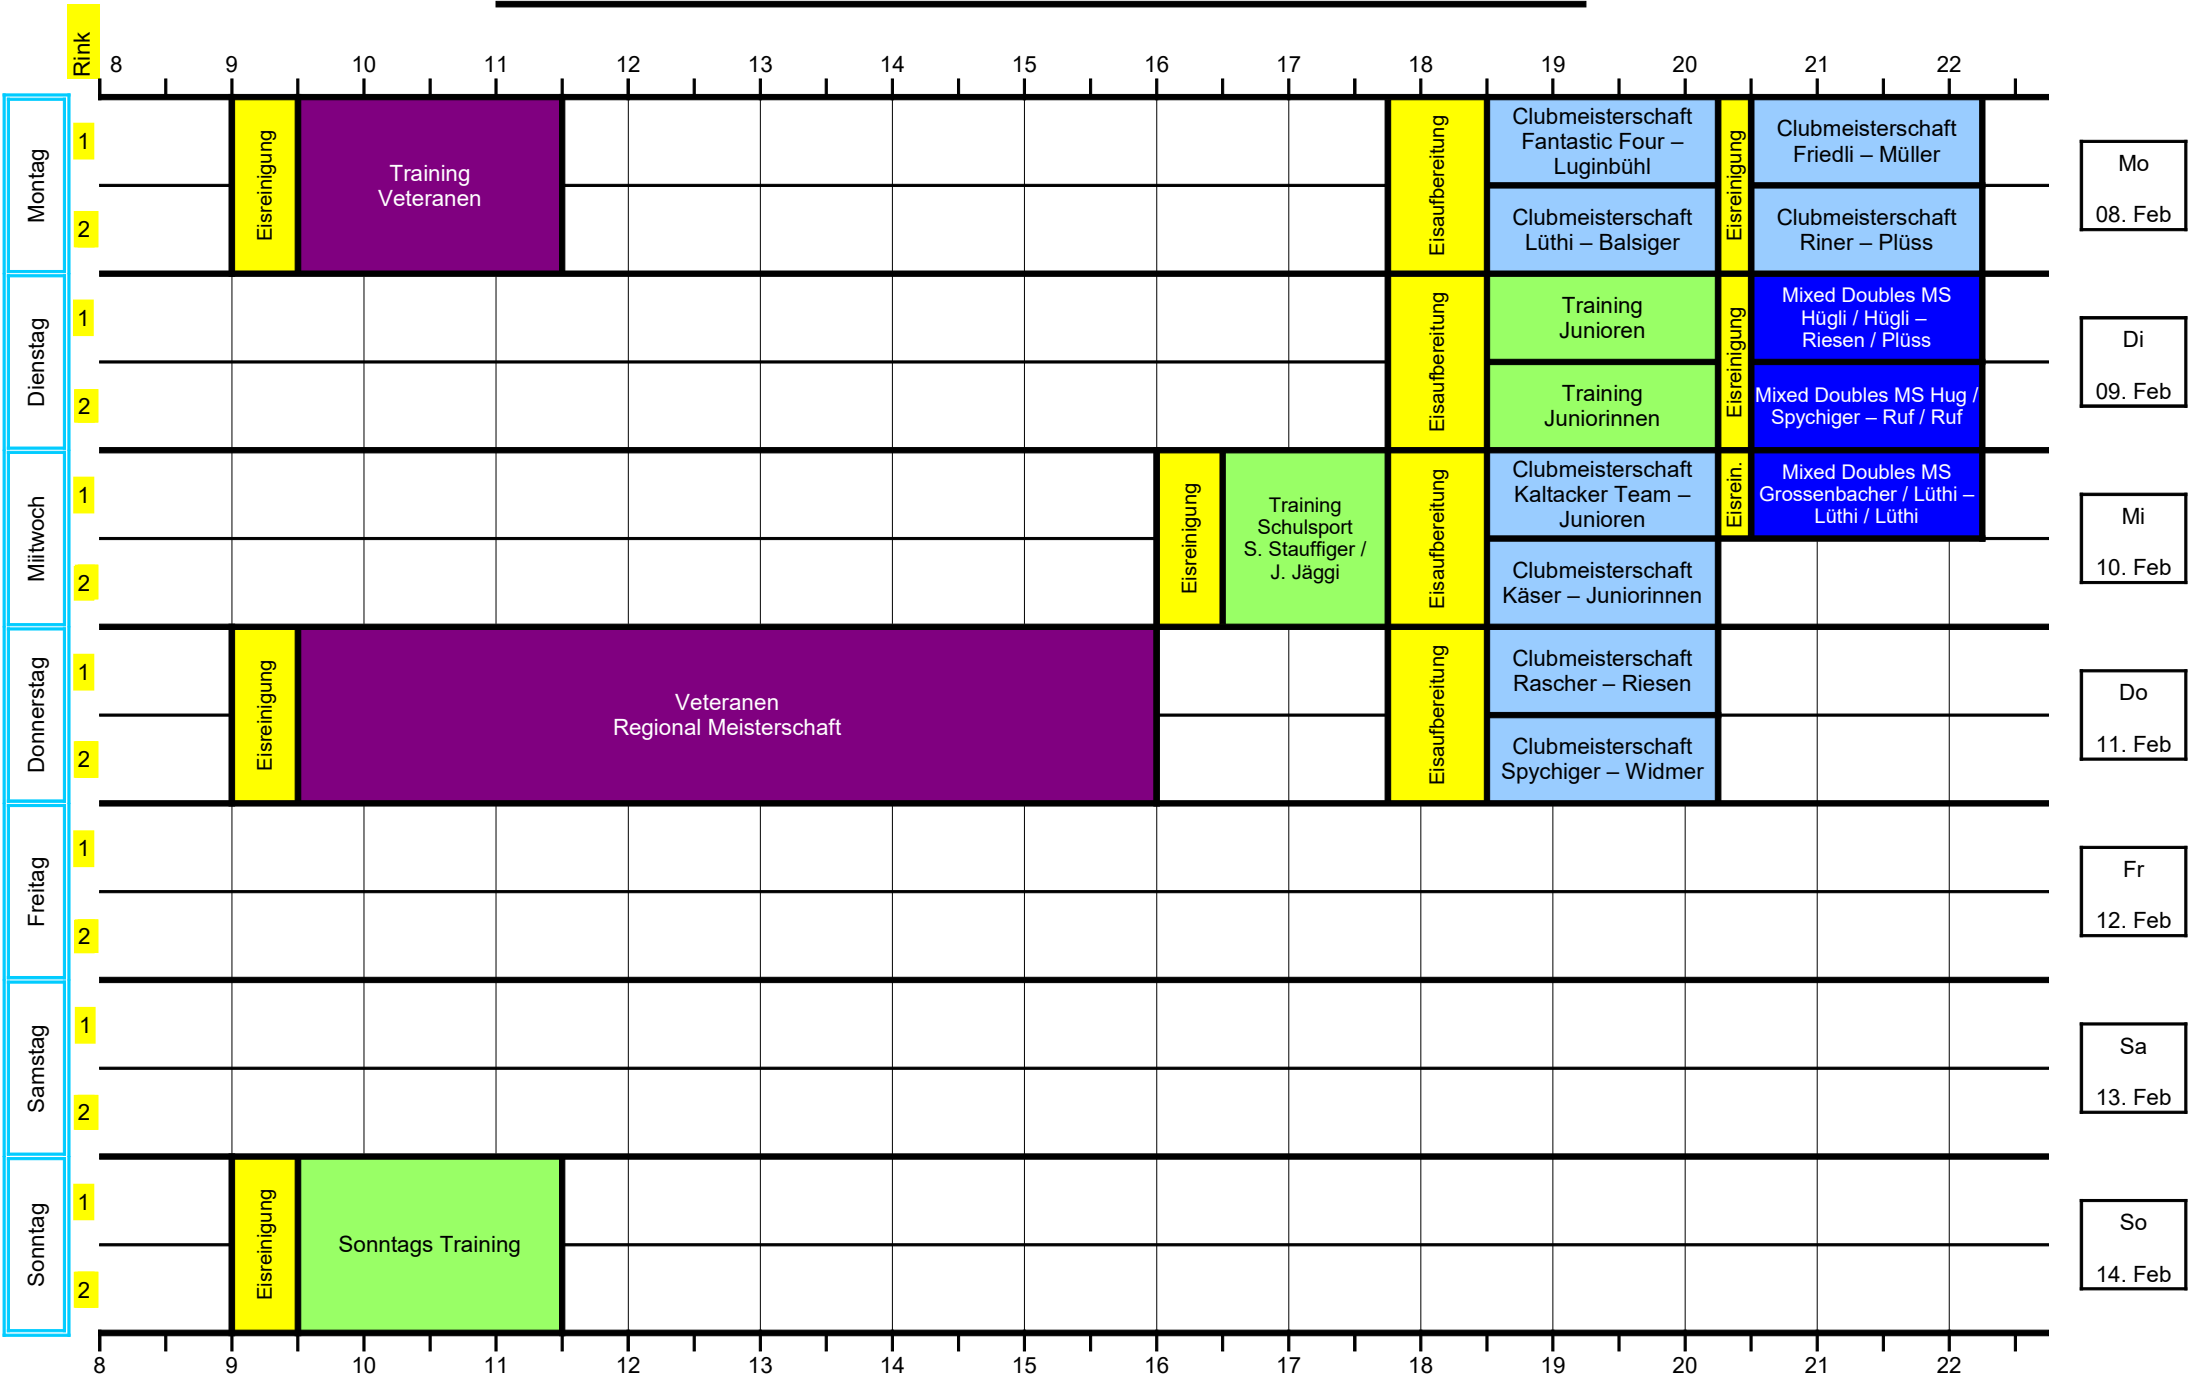 Rink
8 9 10 11 12 13 14 15 16 17 18 19 20 21 22
Montag
1
2
Eisreinigung
Training
Veteranen
Eisaufbereitung
Clubmeisterschaft
Fantastic Four –
Luginbühl
Clubmeisterschaft
Lüthi – Balsiger
Eisreinigung
Clubmeisterschaft
Friedli – Müller
Clubmeisterschaft
Riner – Plüss
Mo
08. Feb
Dienstag
1
2
Eisaufbereitung
Training
Junioren
Training
Juniorinnen
Eisreinigung
Mixed Doubles MS
Hügli / Hügli –
Riesen / Plüss
Mixed Doubles MS Hug /
Spychiger – Ruf / Ruf
Di
09. Feb
Miitwoch
1
2
Eisreinigung
Training
Schulsport
S. Stauffiger /
J. Jäggi
Eisaufbereitung
Clubmeisterschaft
Kaltacker Team –
Junioren
Clubmeisterschaft
Käser – Juniorinnen
Eisrein.
Mixed Doubles MS
Grossenbacher / Lüthi –
Lüthi / Lüthi
Mi
10. Feb
Donnerstag
1
2
Eisreinigung
Veteranen
Regional Meisterschaft
Eisaufbereitung
Clubmeisterschaft
Rascher – Riesen
Clubmeisterschaft
Spychiger – Widmer
Do
11. Feb
Freitag
1
2
Fr
12. Feb
Samstag
1
2
Sa
13. Feb
Sonntag
1
2
Eisreinigung
Sonntags Training
So
14. Feb
8 9 10 11 12 13 14 15 16 17 18 19 20 21 22